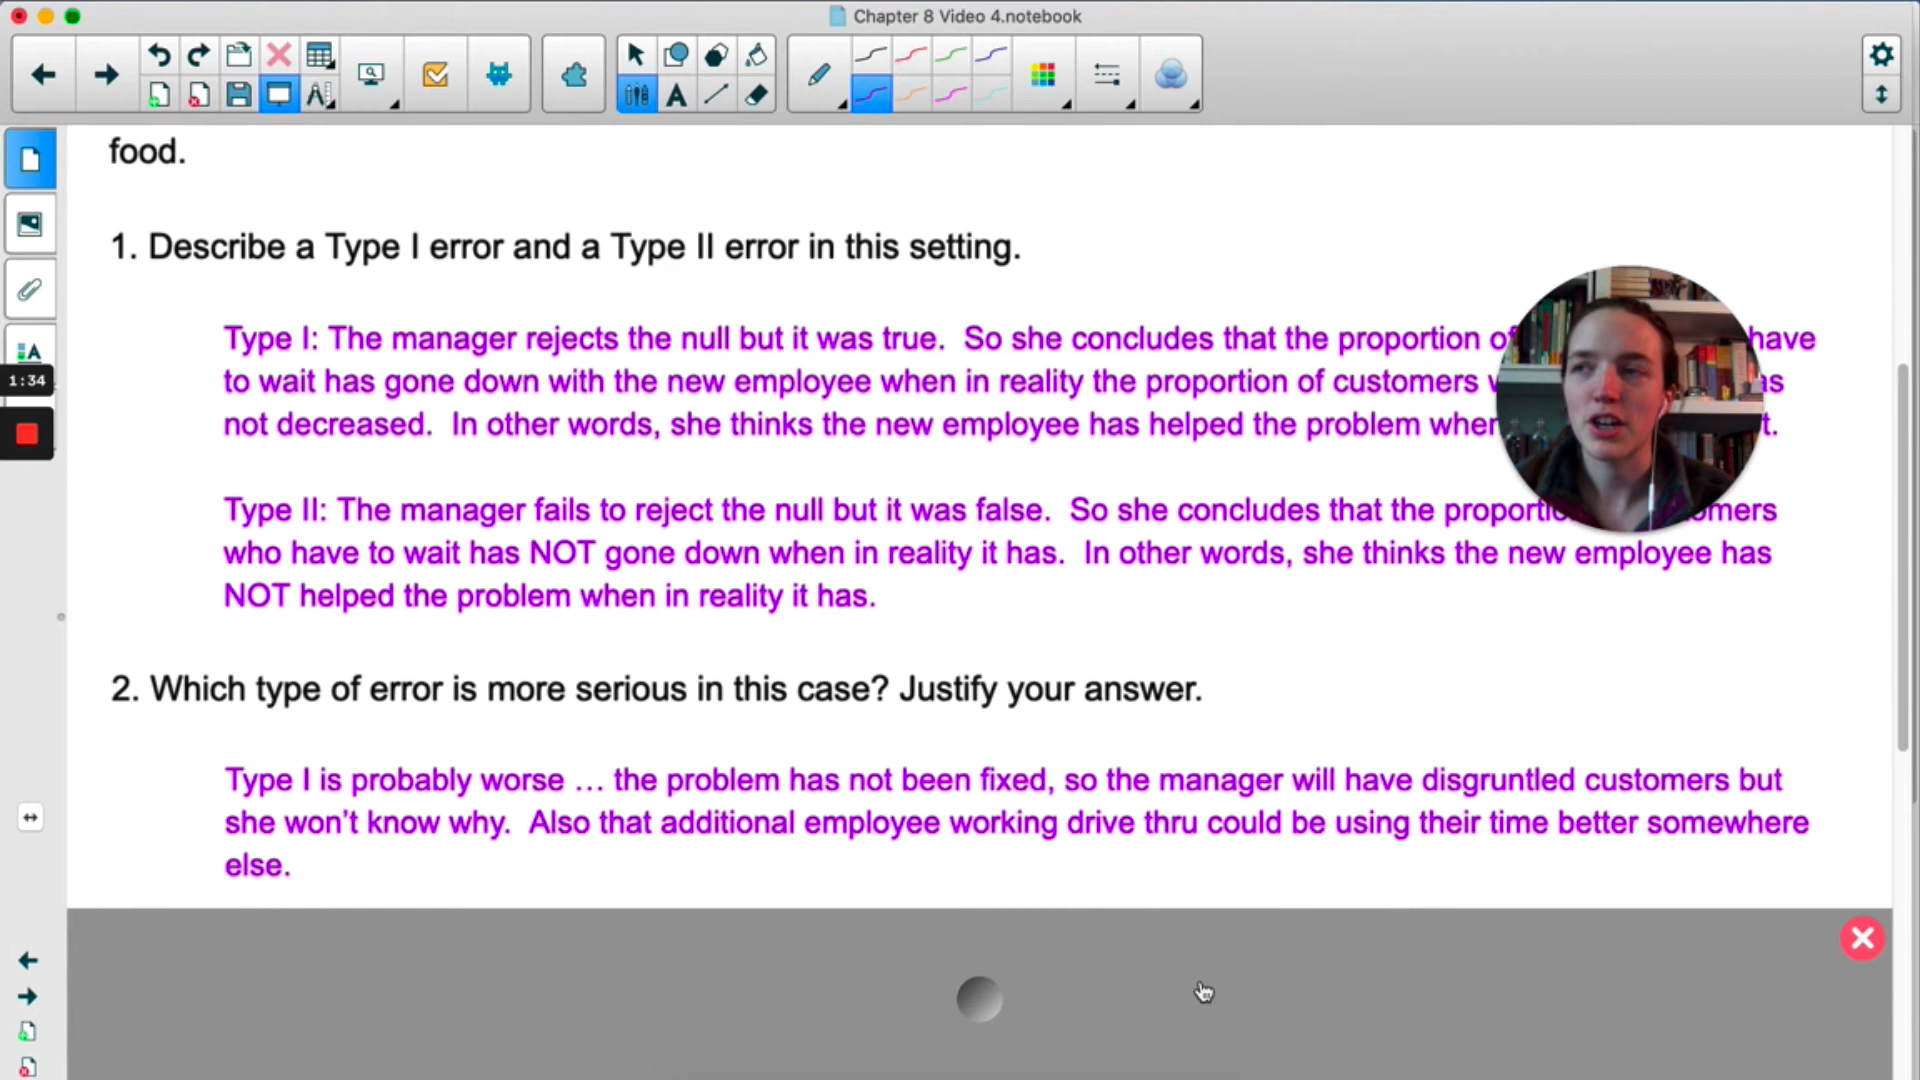 Chapter 8 Video 4.notebook
food.
1. Describe a Type I error and a Type II error in this setting.
Type I: The manager rejects the null but it was true.  So she concludes that the proportion of have
to wait has gone down with the new employee when in reality the proportion of customers
not decreased.  In other words, she thinks the new employee has helped the problem when
1:34
Type II: The manager fails to reject the null but it was false.  So she concludes that the
who have to wait has NOT gone down when in reality it has.  In other words, she thinks the new employee has
NOT helped the problem when in reality it has.
2. Which type of error is more serious in this case? Justify your answer.
Type I is probably worse … the problem has not been fixed, so the manager will have disgruntled customers but
she won't know why.  Also that additional employee working drive thru could be using their time better somewhere
else.